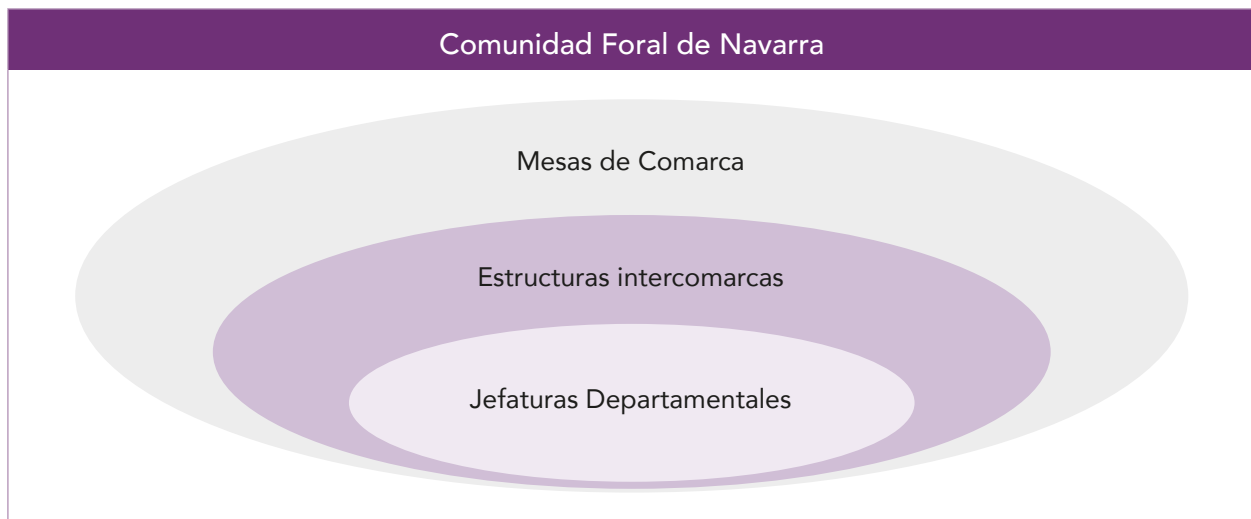 Comunidad Foral de Navarra
Mesas de Comarca
Estructuras intercomarcas
Jefaturas Departamentales